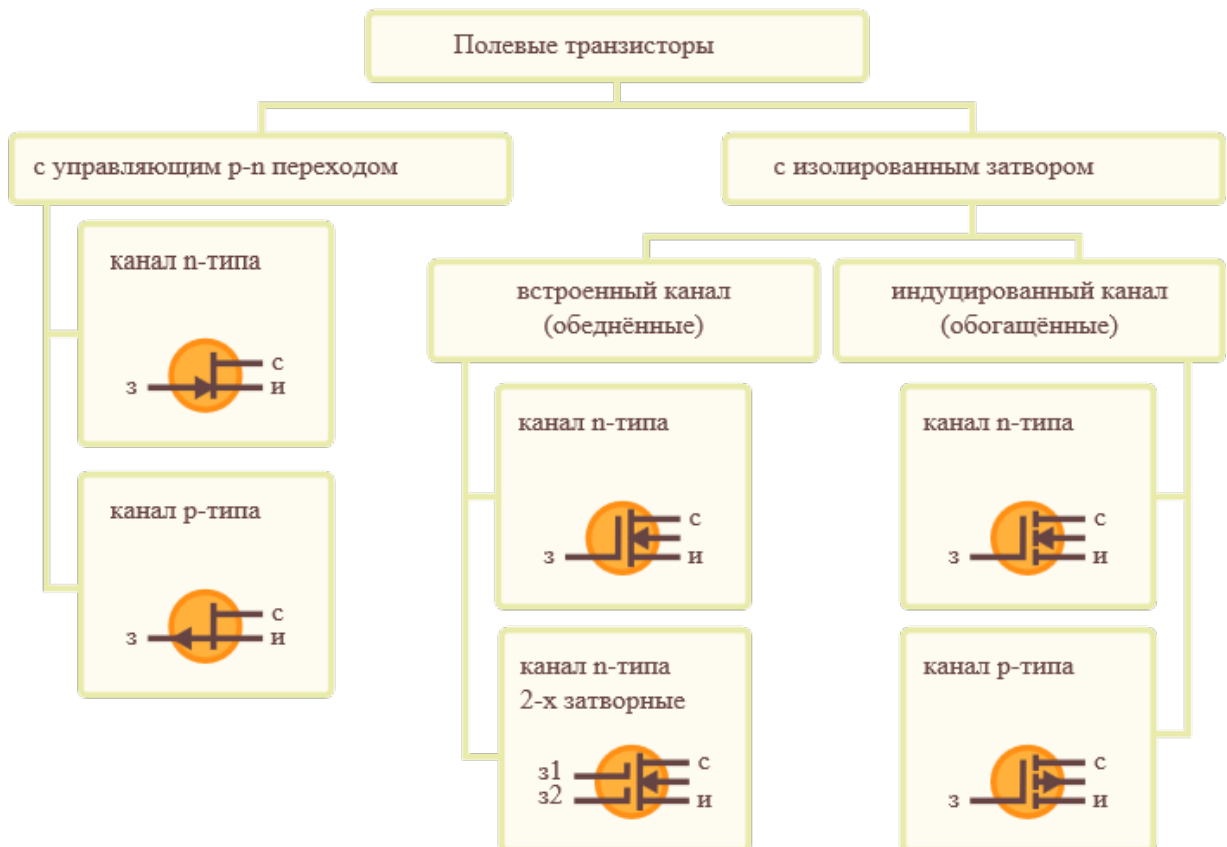 Полевые транзисторы
с управляющим p-n переходом
с изолированным затвором
канал n-типа
с
з
и
канал p-типа
с
з
и
встроенный канал
(обеднённые)
индуцированный канал
(обогащённые)
канал n-типа
с
з
и
канал n-типа
2-х затворные
с
з1
з2
и
канал n-типа
с
з
и
канал p-типа
с
з
и